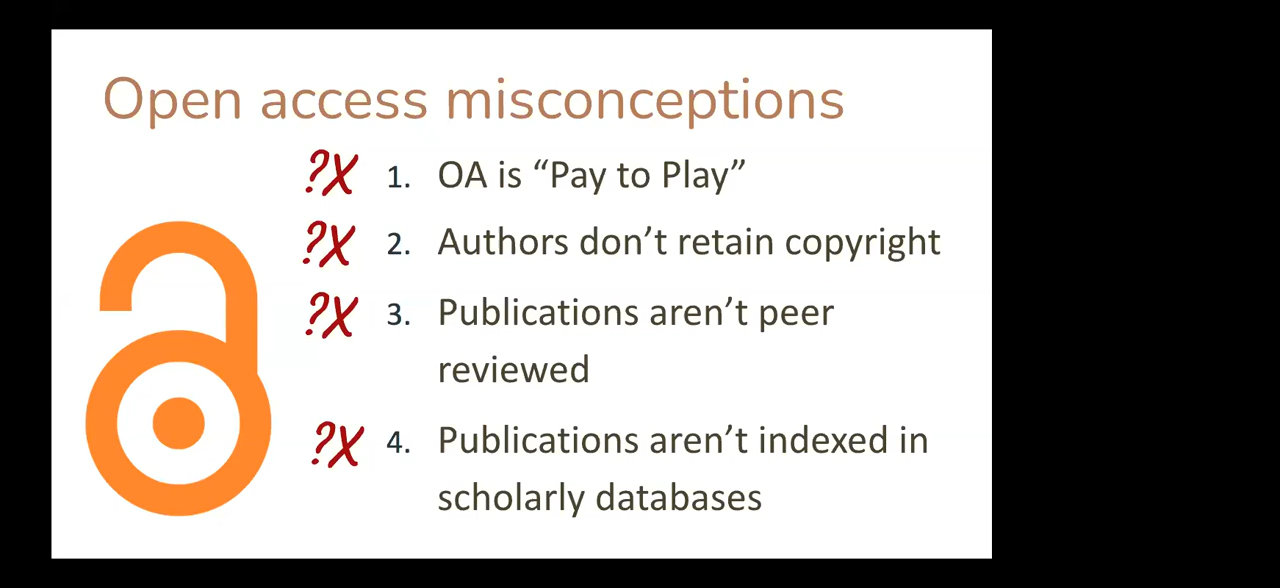 Open access misconceptions
?X 1. OA is “Pay to Play”
?X 2. Authors don’t retain copyright
?X 3. Publications aren’t peer
reviewed
?X 4. Publications aren’t indexed in
scholarly databases